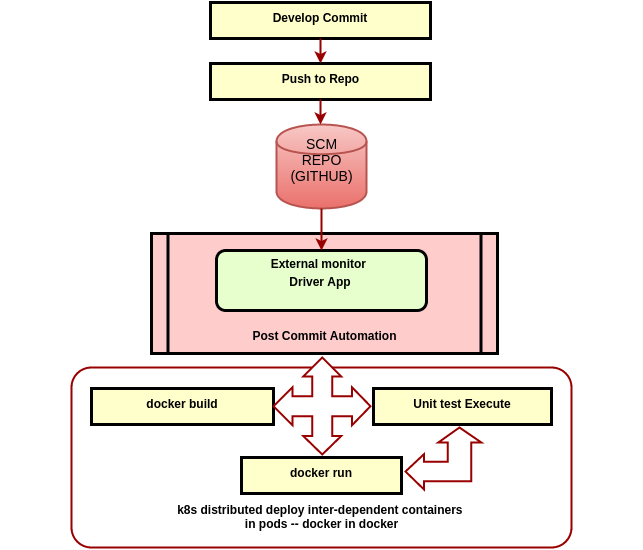 Develop Commit
Push to Repo
SCM
REPO
(GITHUB)
External monitor
Driver App
Post Commit Automation
docker build
Unit test Execute
docker run
k8s distributed deploy inter-dependent containers
in pods -- docker in docker